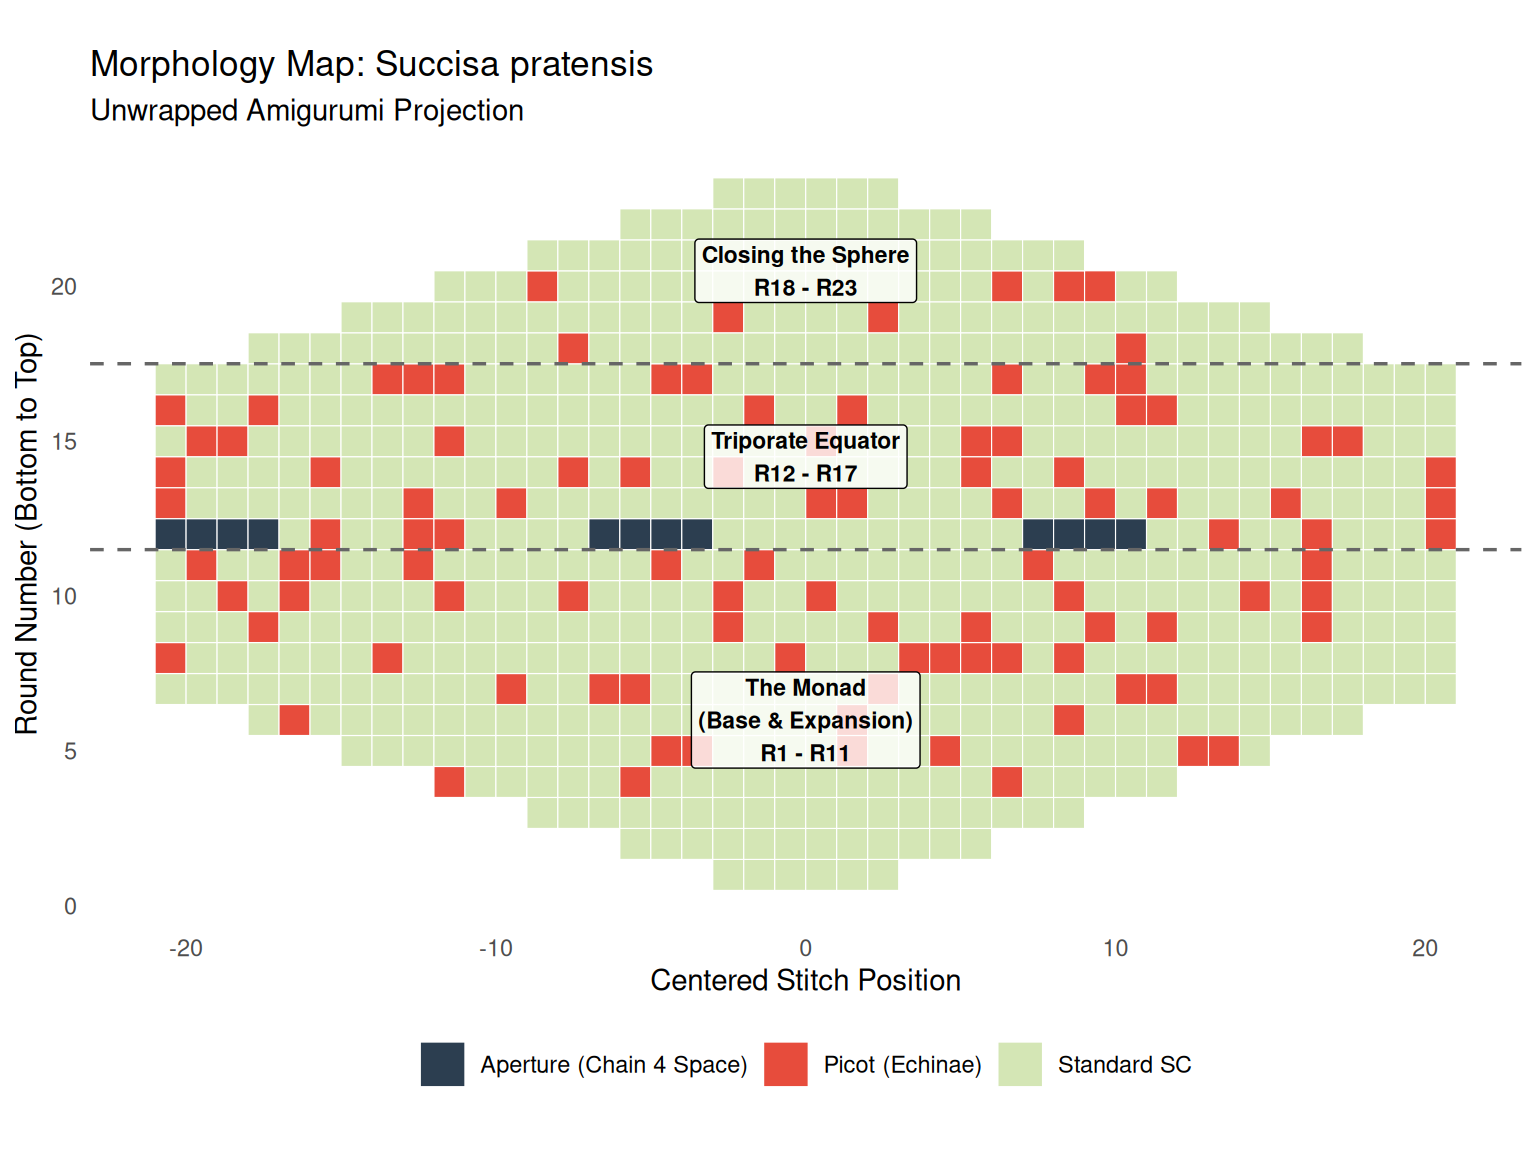 Morphology Map: Succisa pratensis
Unwrapped Amigurumi Projection
Closing the Sphere
R18 - R23
Triporate Equator
R12 - R17
The Monad
(Base & Expansion)
R1 - R11
Round Number (Bottom to Top)
20
15
10
5
0
-20
-10
0
10
20
Centered Stitch Position
Aperture (Chain 4 Space)
Picot (Echinae)
Standard SC